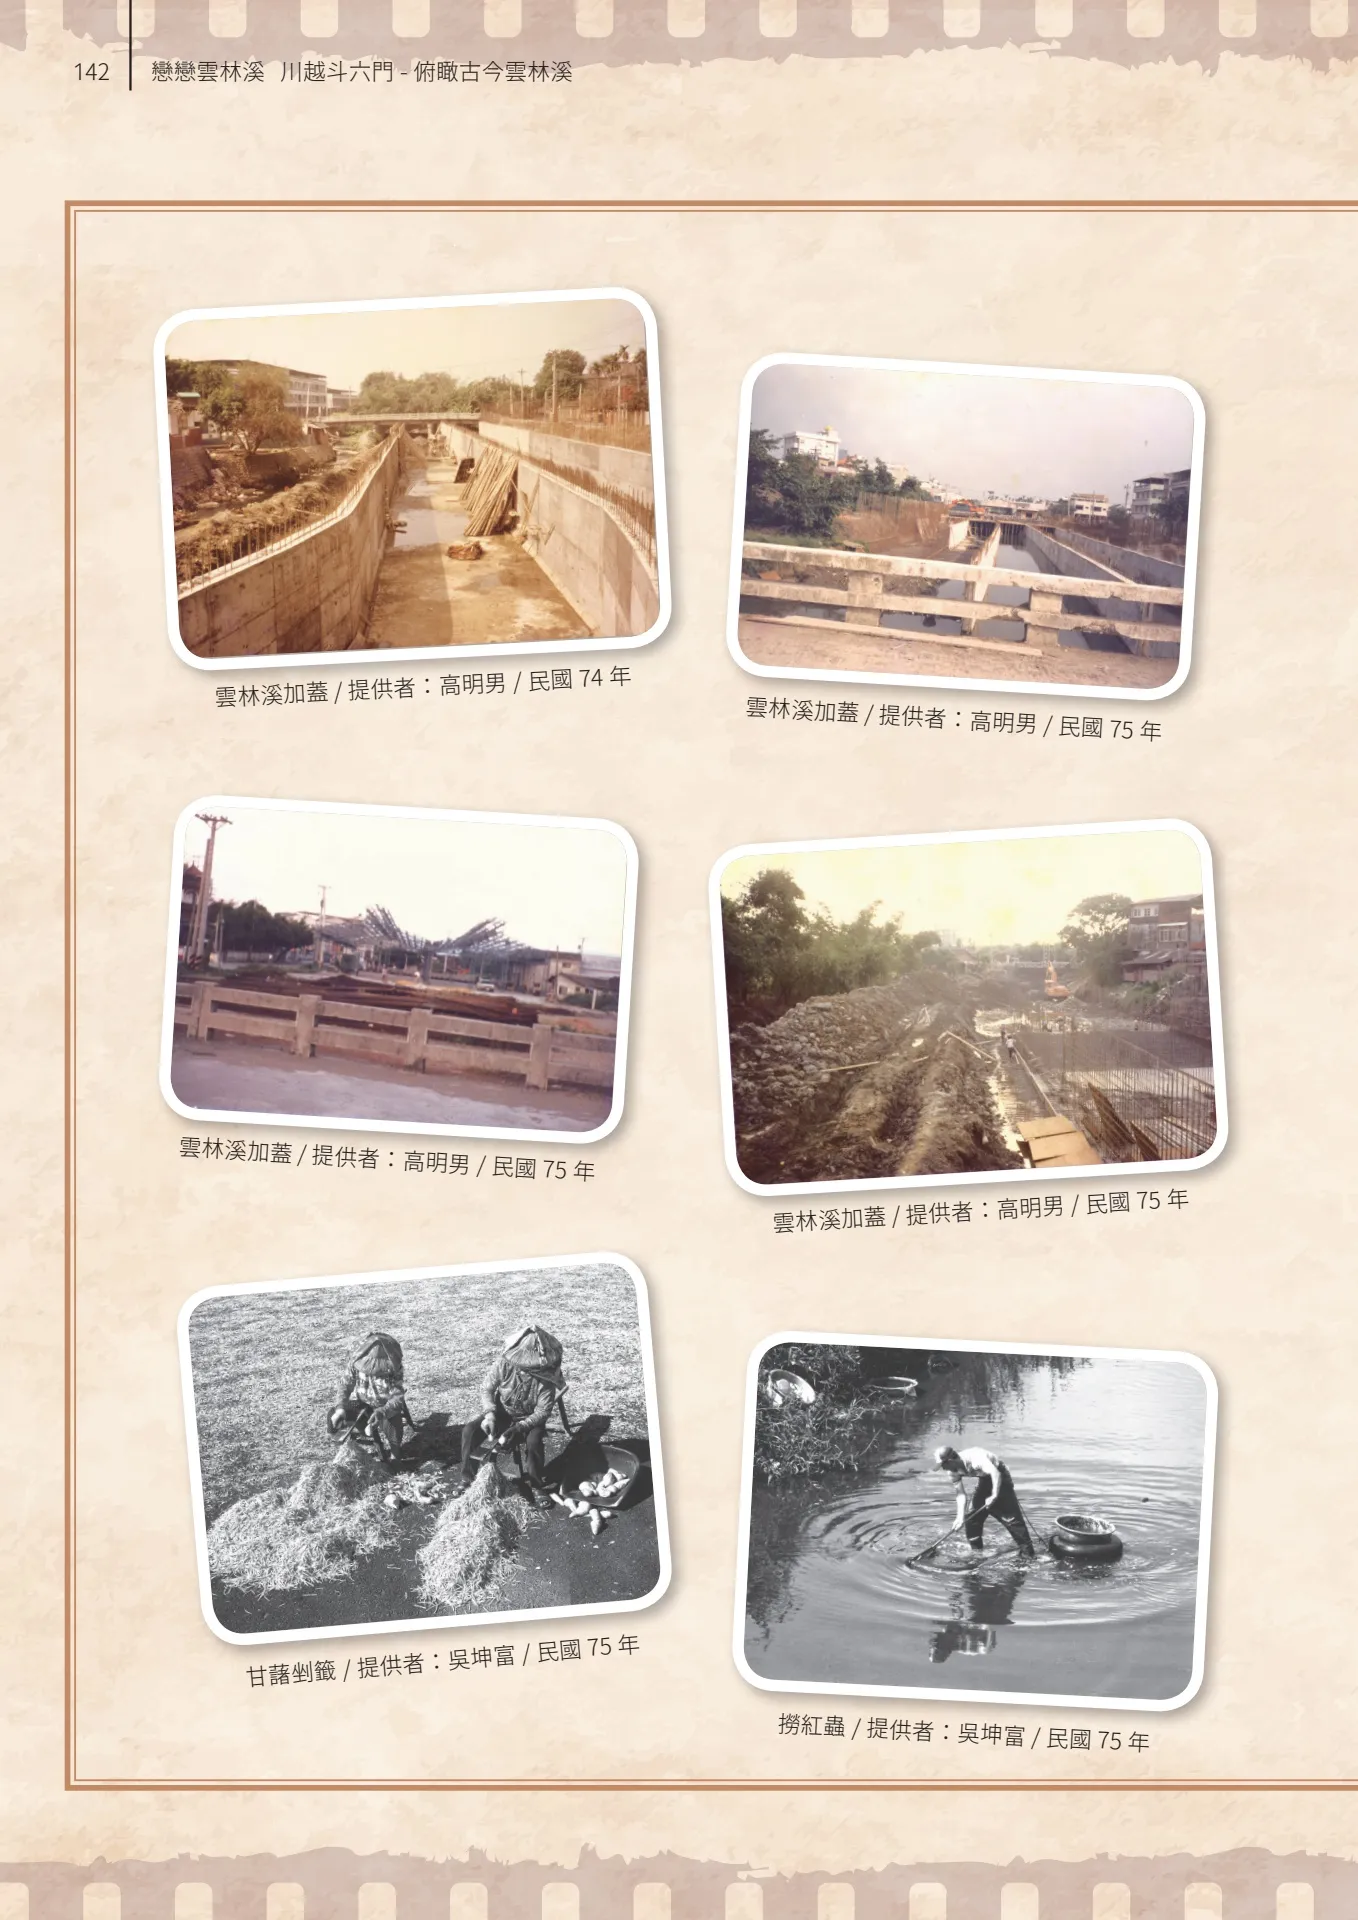 142 戀戀雲林溪 川越斗六門 - 俯瞰古今雲林溪
雲林溪加蓋 / 提供者：高明男 / 民國 74 年
雲林溪加蓋 / 提供者：高明男 / 民國 75 年
雲林溪加蓋 / 提供者：高明男 / 民國 75 年
雲林溪加蓋 / 提供者：高明男 / 民國 75 年
甘藷剉籤 / 提供者：吳坤富 / 民國 75 年
撈紅蟲 / 提供者：吳坤富 / 民國 75 年